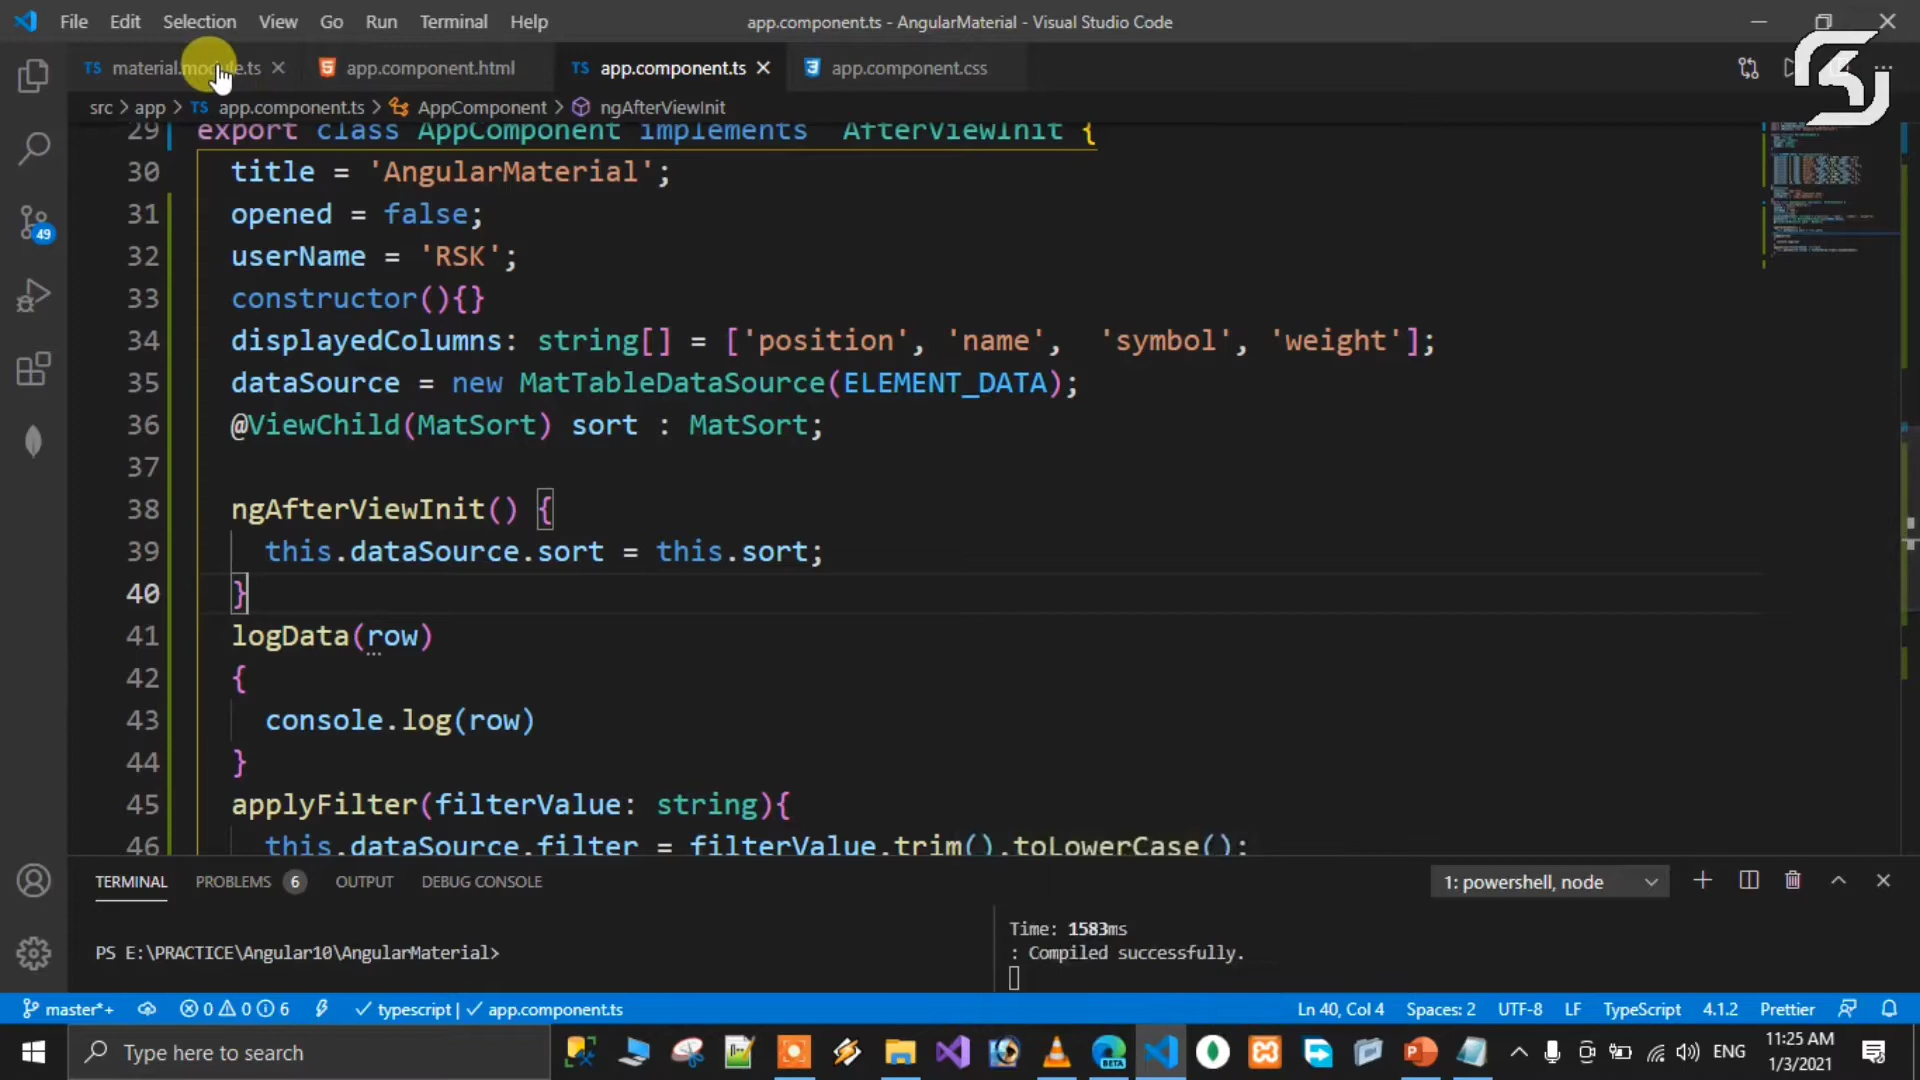 File Edit Selection View Go Run Terminal Help app.component.ts - AngularMaterial - Visual Studio Code
TS material.module.ts app.component.html TS app.component.ts app.component.css
src > app > TS app.component.ts > AppComponent > ngAfterViewInit
29 export class AppComponent implements AfterViewInit {
30 title = 'AngularMaterial';
31 opened = false;
32 userName = 'RSK';
33 constructor(){}
34 displayedColumns: string[] = ['position', 'name', 'symbol', 'weight'];
35 dataSource = new MatTableDataSource(ELEMENT_DATA);
36 @ViewChild(MatSort) sort : MatSort;
37
38 ngAfterViewInit() {
39 this.dataSource.sort = this.sort;
40 }
41 logData(row)
42 {
43 console.log(row)
44 }
45 applyFilter(filterValue: string){
46 this.dataSource.filter = filterValue.trim().toLowerCase();
49
TERMINAL PROBLEMS 6 OUTPUT DEBUG CONSOLE 1: powershell, node
PS E:\PRACTICE\Angular10\AngularMaterial>
Time: 1583ms
: Compiled successfully.
master*+ 0 0 6 typescript | app.component.ts Ln 40, Col 4 Spaces: 2 UTF-8 LF TypeScript 4.1.2 Prettier
Type here to search
BETA
ENG
11:25 AM
1/3/2021